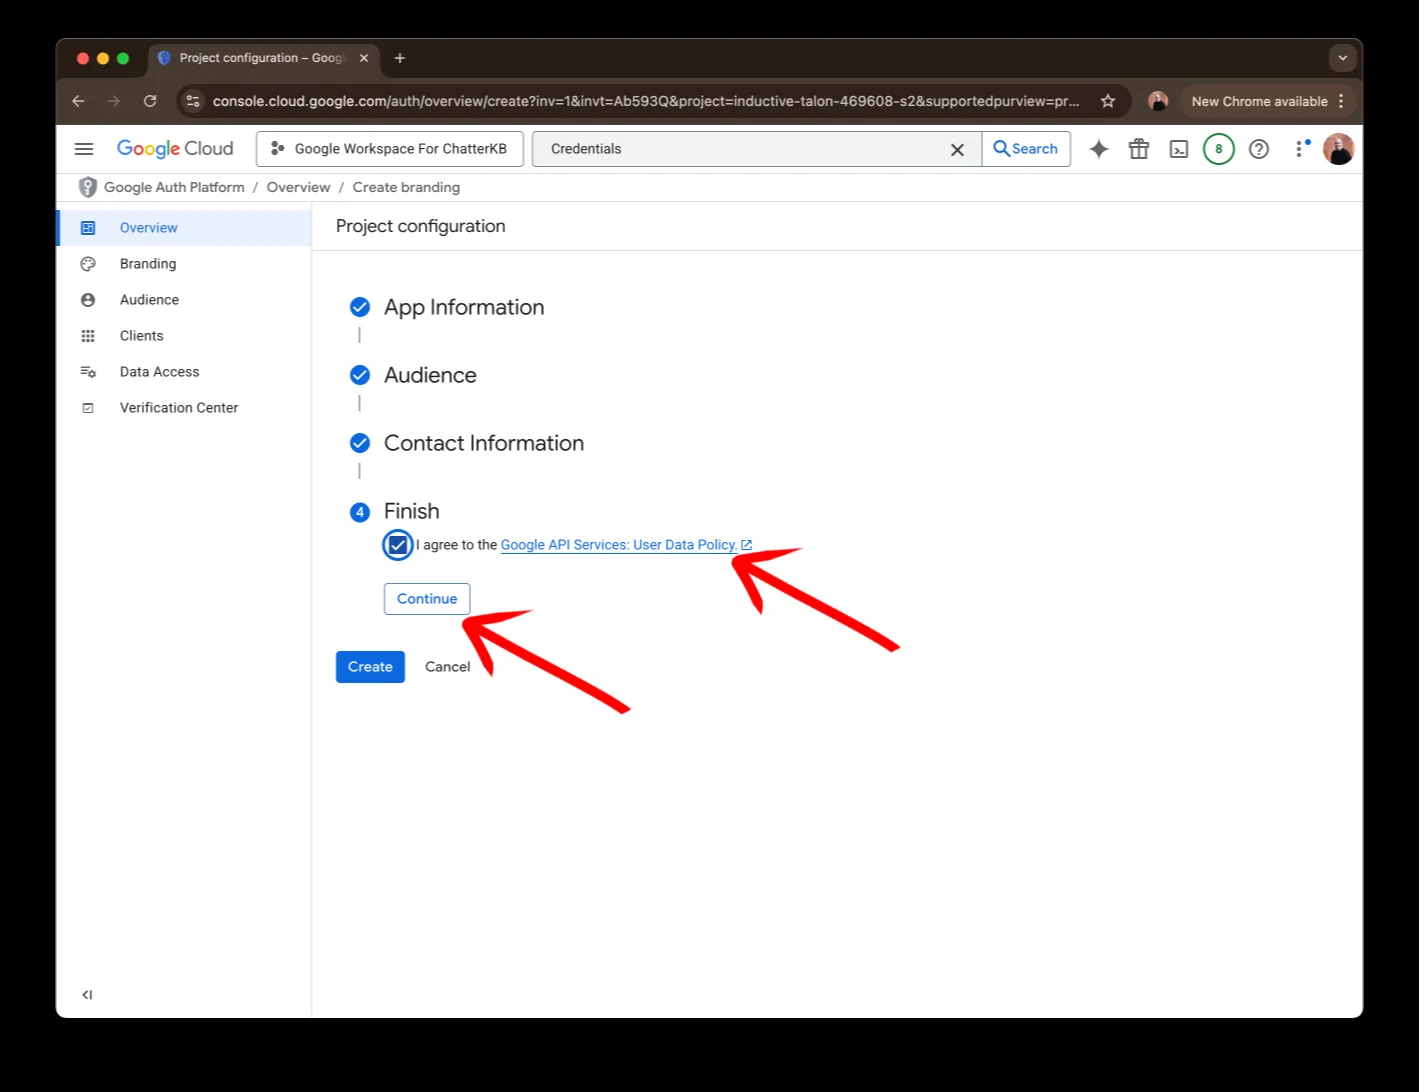 Project configuration – Goog
console.cloud.google.com/auth/overview/create?inv=1&invt=Ab593Q&project=inductive-talon-469608-s2&supportedpurview=pr...
New Chrome available
Google Cloud
Google Workspace For ChatterKB
Credentials
Search
8
Google Auth Platform / Overview / Create branding
Overview
Branding
Audience
Clients
Data Access
Verification Center
Project configuration
App Information
Audience
Contact Information
4 Finish
I agree to the Google API Services: User Data Policy.
Continue
Create Cancel